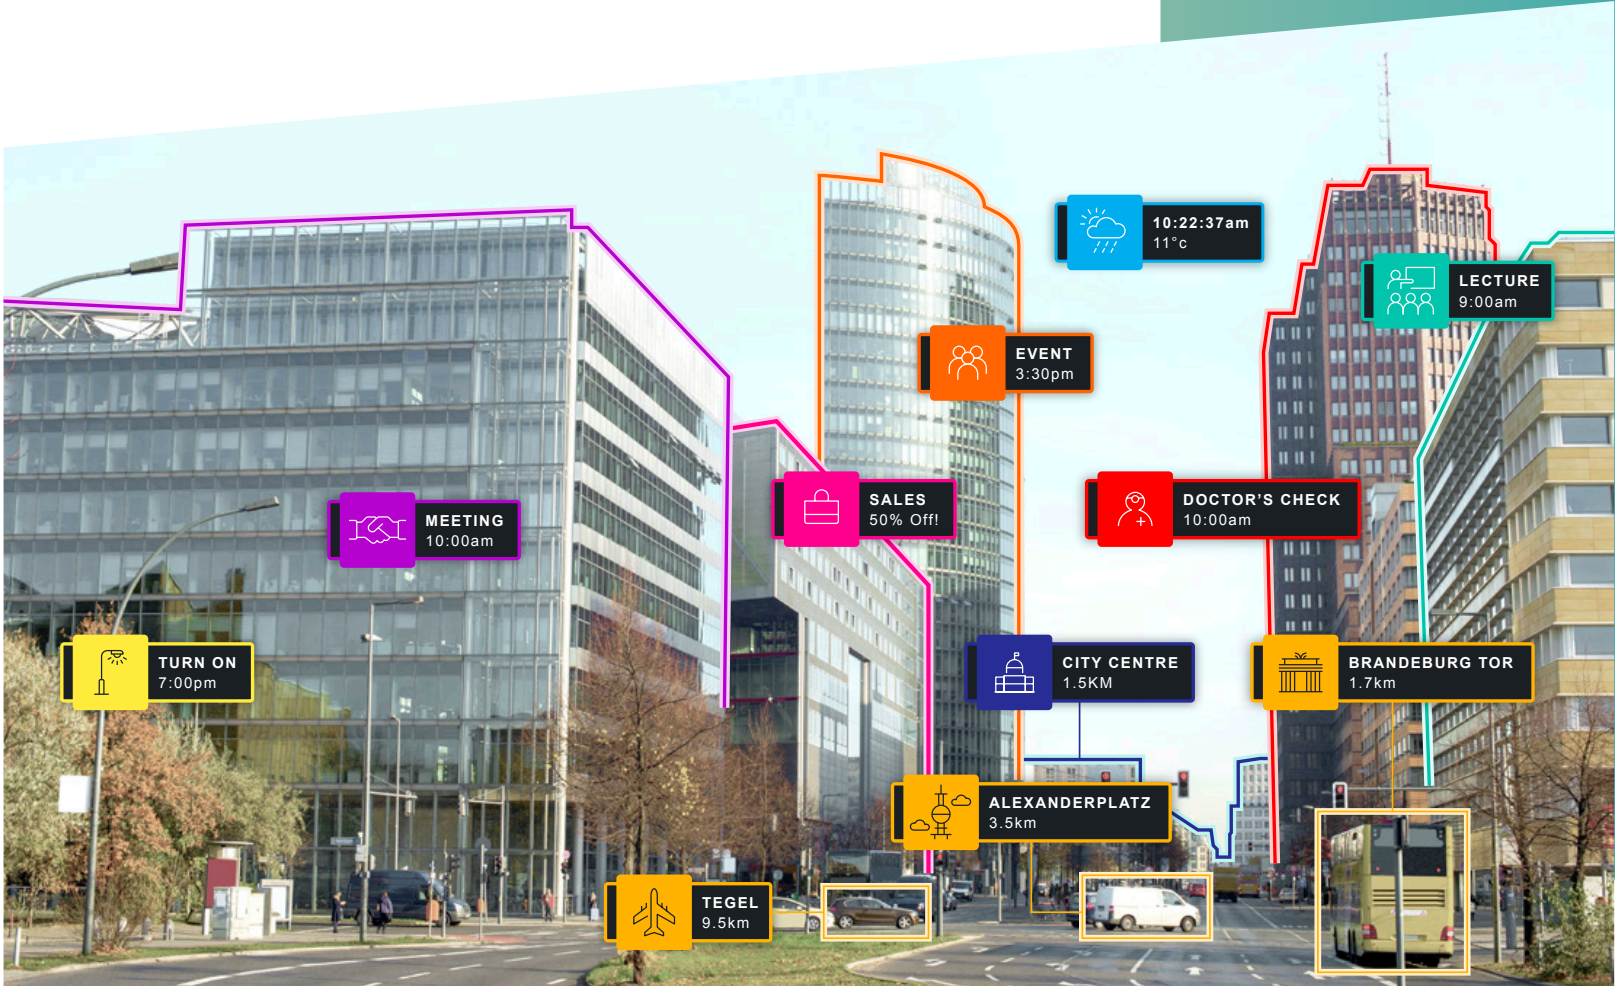 10:22:37am
11°c
LECTURE
9:00am
EVENT
3:30pm
SALES
50% Off!
DOCTOR'S CHECK
10:00am
MEETING
10:00am
TURN ON
7:00pm
CITY CENTRE
1.5KM
BRANDEBURG TOR
1.7km
ALEXANDERPLATZ
3.5km
TEGEL
9.5km